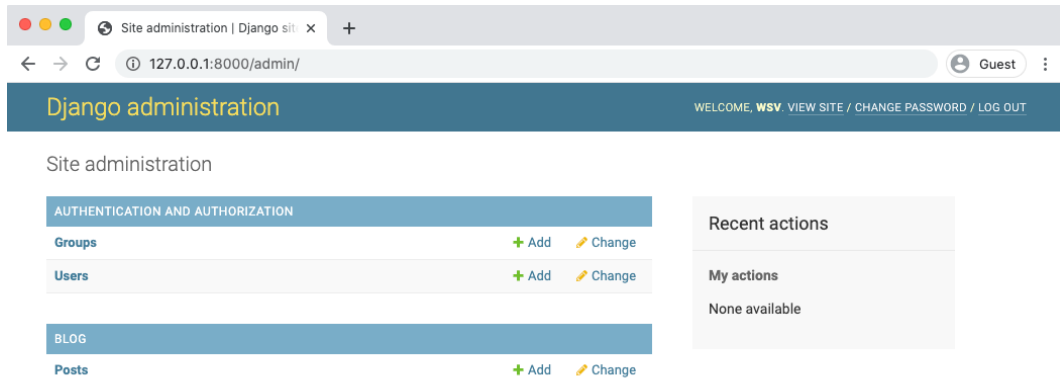 Site administration | Django sit
127.0.0.1:8000/admin/
Guest
Django administration
WELCOME, WSV. VIEW SITE / CHANGE PASSWORD / LOG OUT
Site administration
AUTHENTICATION AND AUTHORIZATION
Groups + Add Change
Users + Add Change
BLOG
Posts + Add Change
Recent actions
My actions
None available